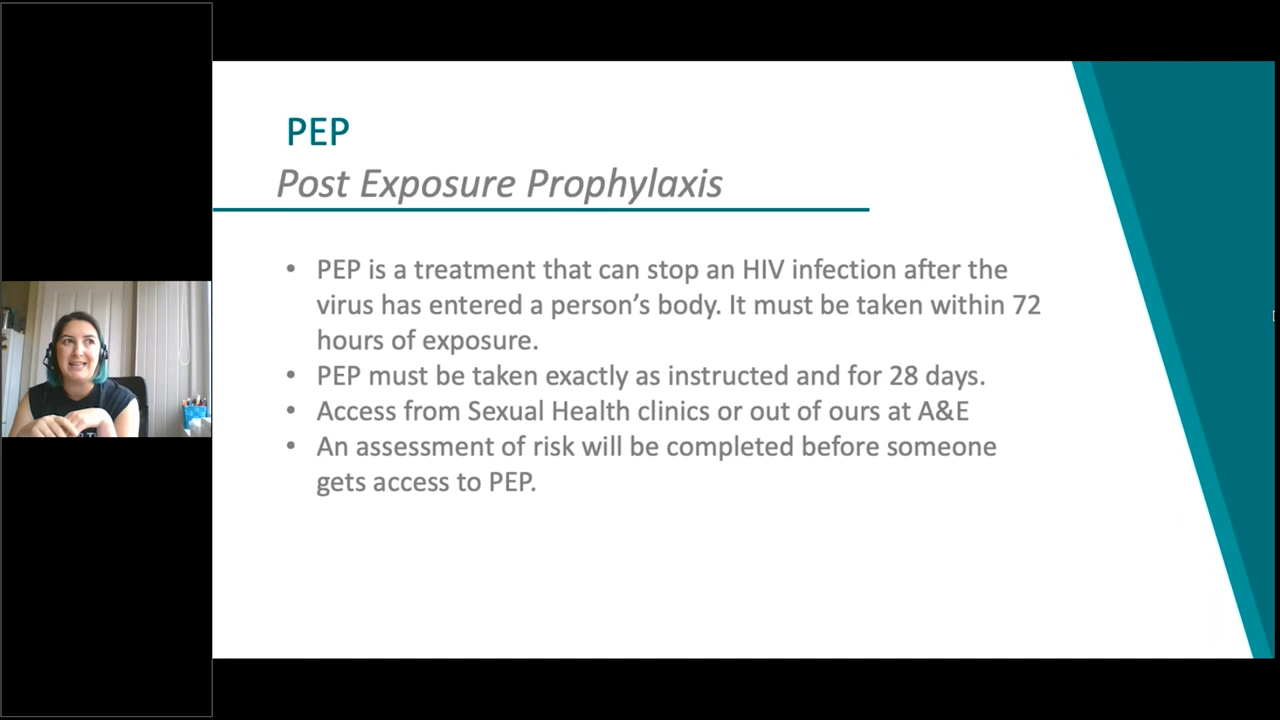 PEP
Post Exposure Prophylaxis
• PEP is a treatment that can stop an HIV infection after the
virus has entered a person's body. It must be taken within 72
hours of exposure.
• PEP must be taken exactly as instructed and for 28 days.
• Access from Sexual Health clinics or out of ours at A&E
• An assessment of risk will be completed before someone
gets access to PEP.